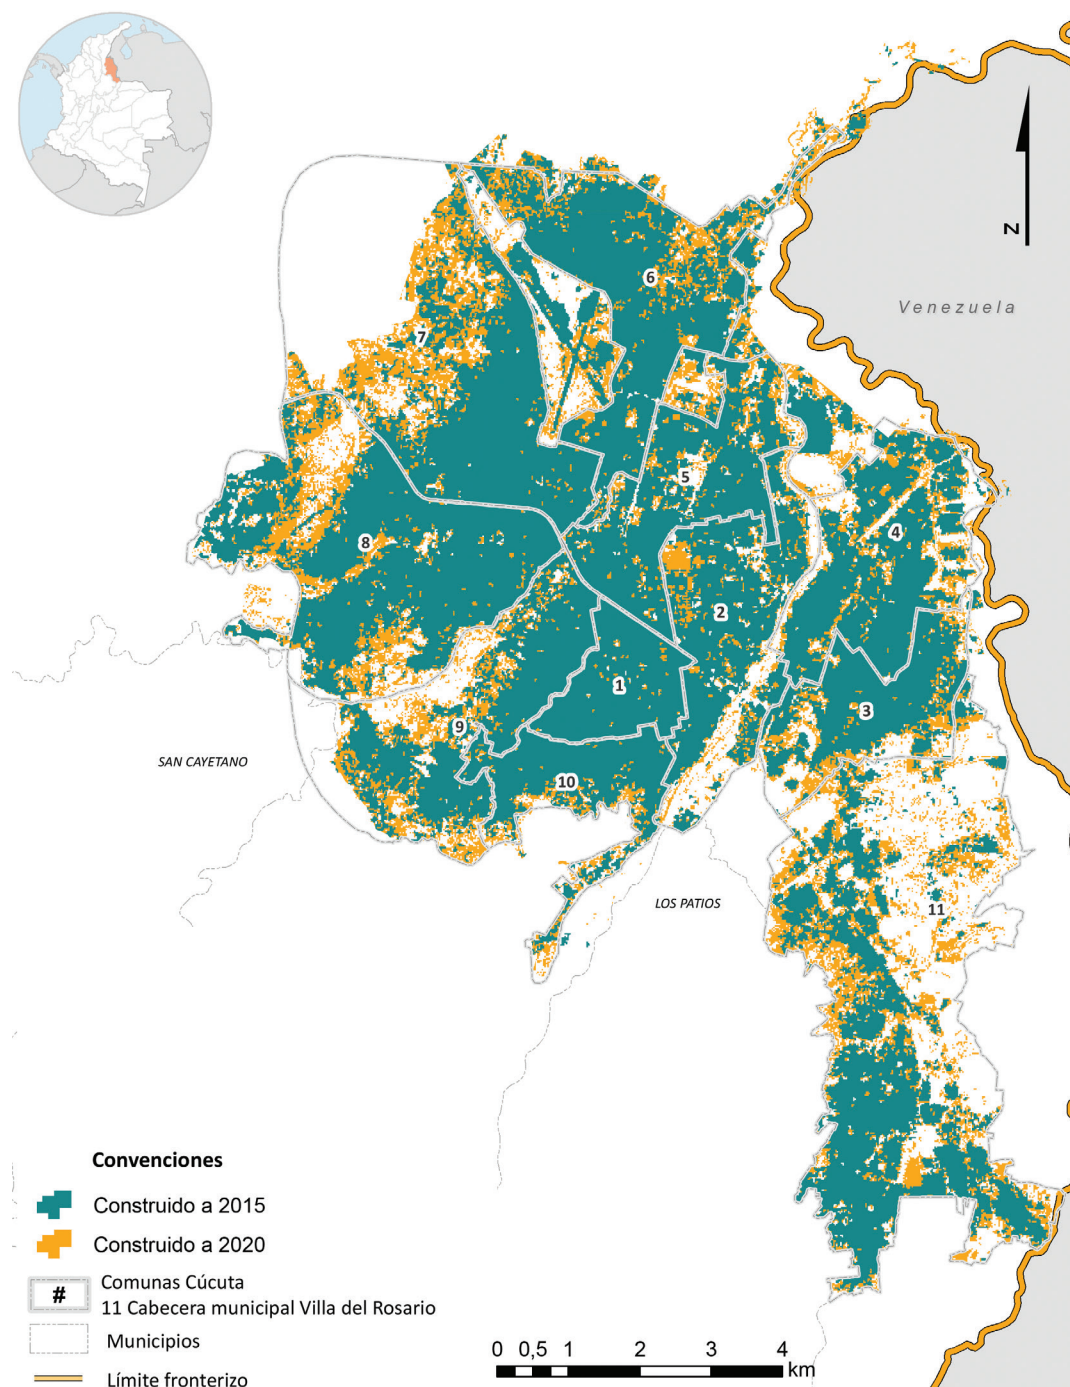 N
Venezuela
6
7
5
4
8
2
1
3
9
10
11
SAN CAYETANO
LOS PATIOS
Convenciones
Construido a 2015
Construido a 2020
#
Comunas Cúcuta
11 Cabecera municipal Villa del Rosario
Municipios
Límite fronterizo
0 0,5 1 2 3 4
km